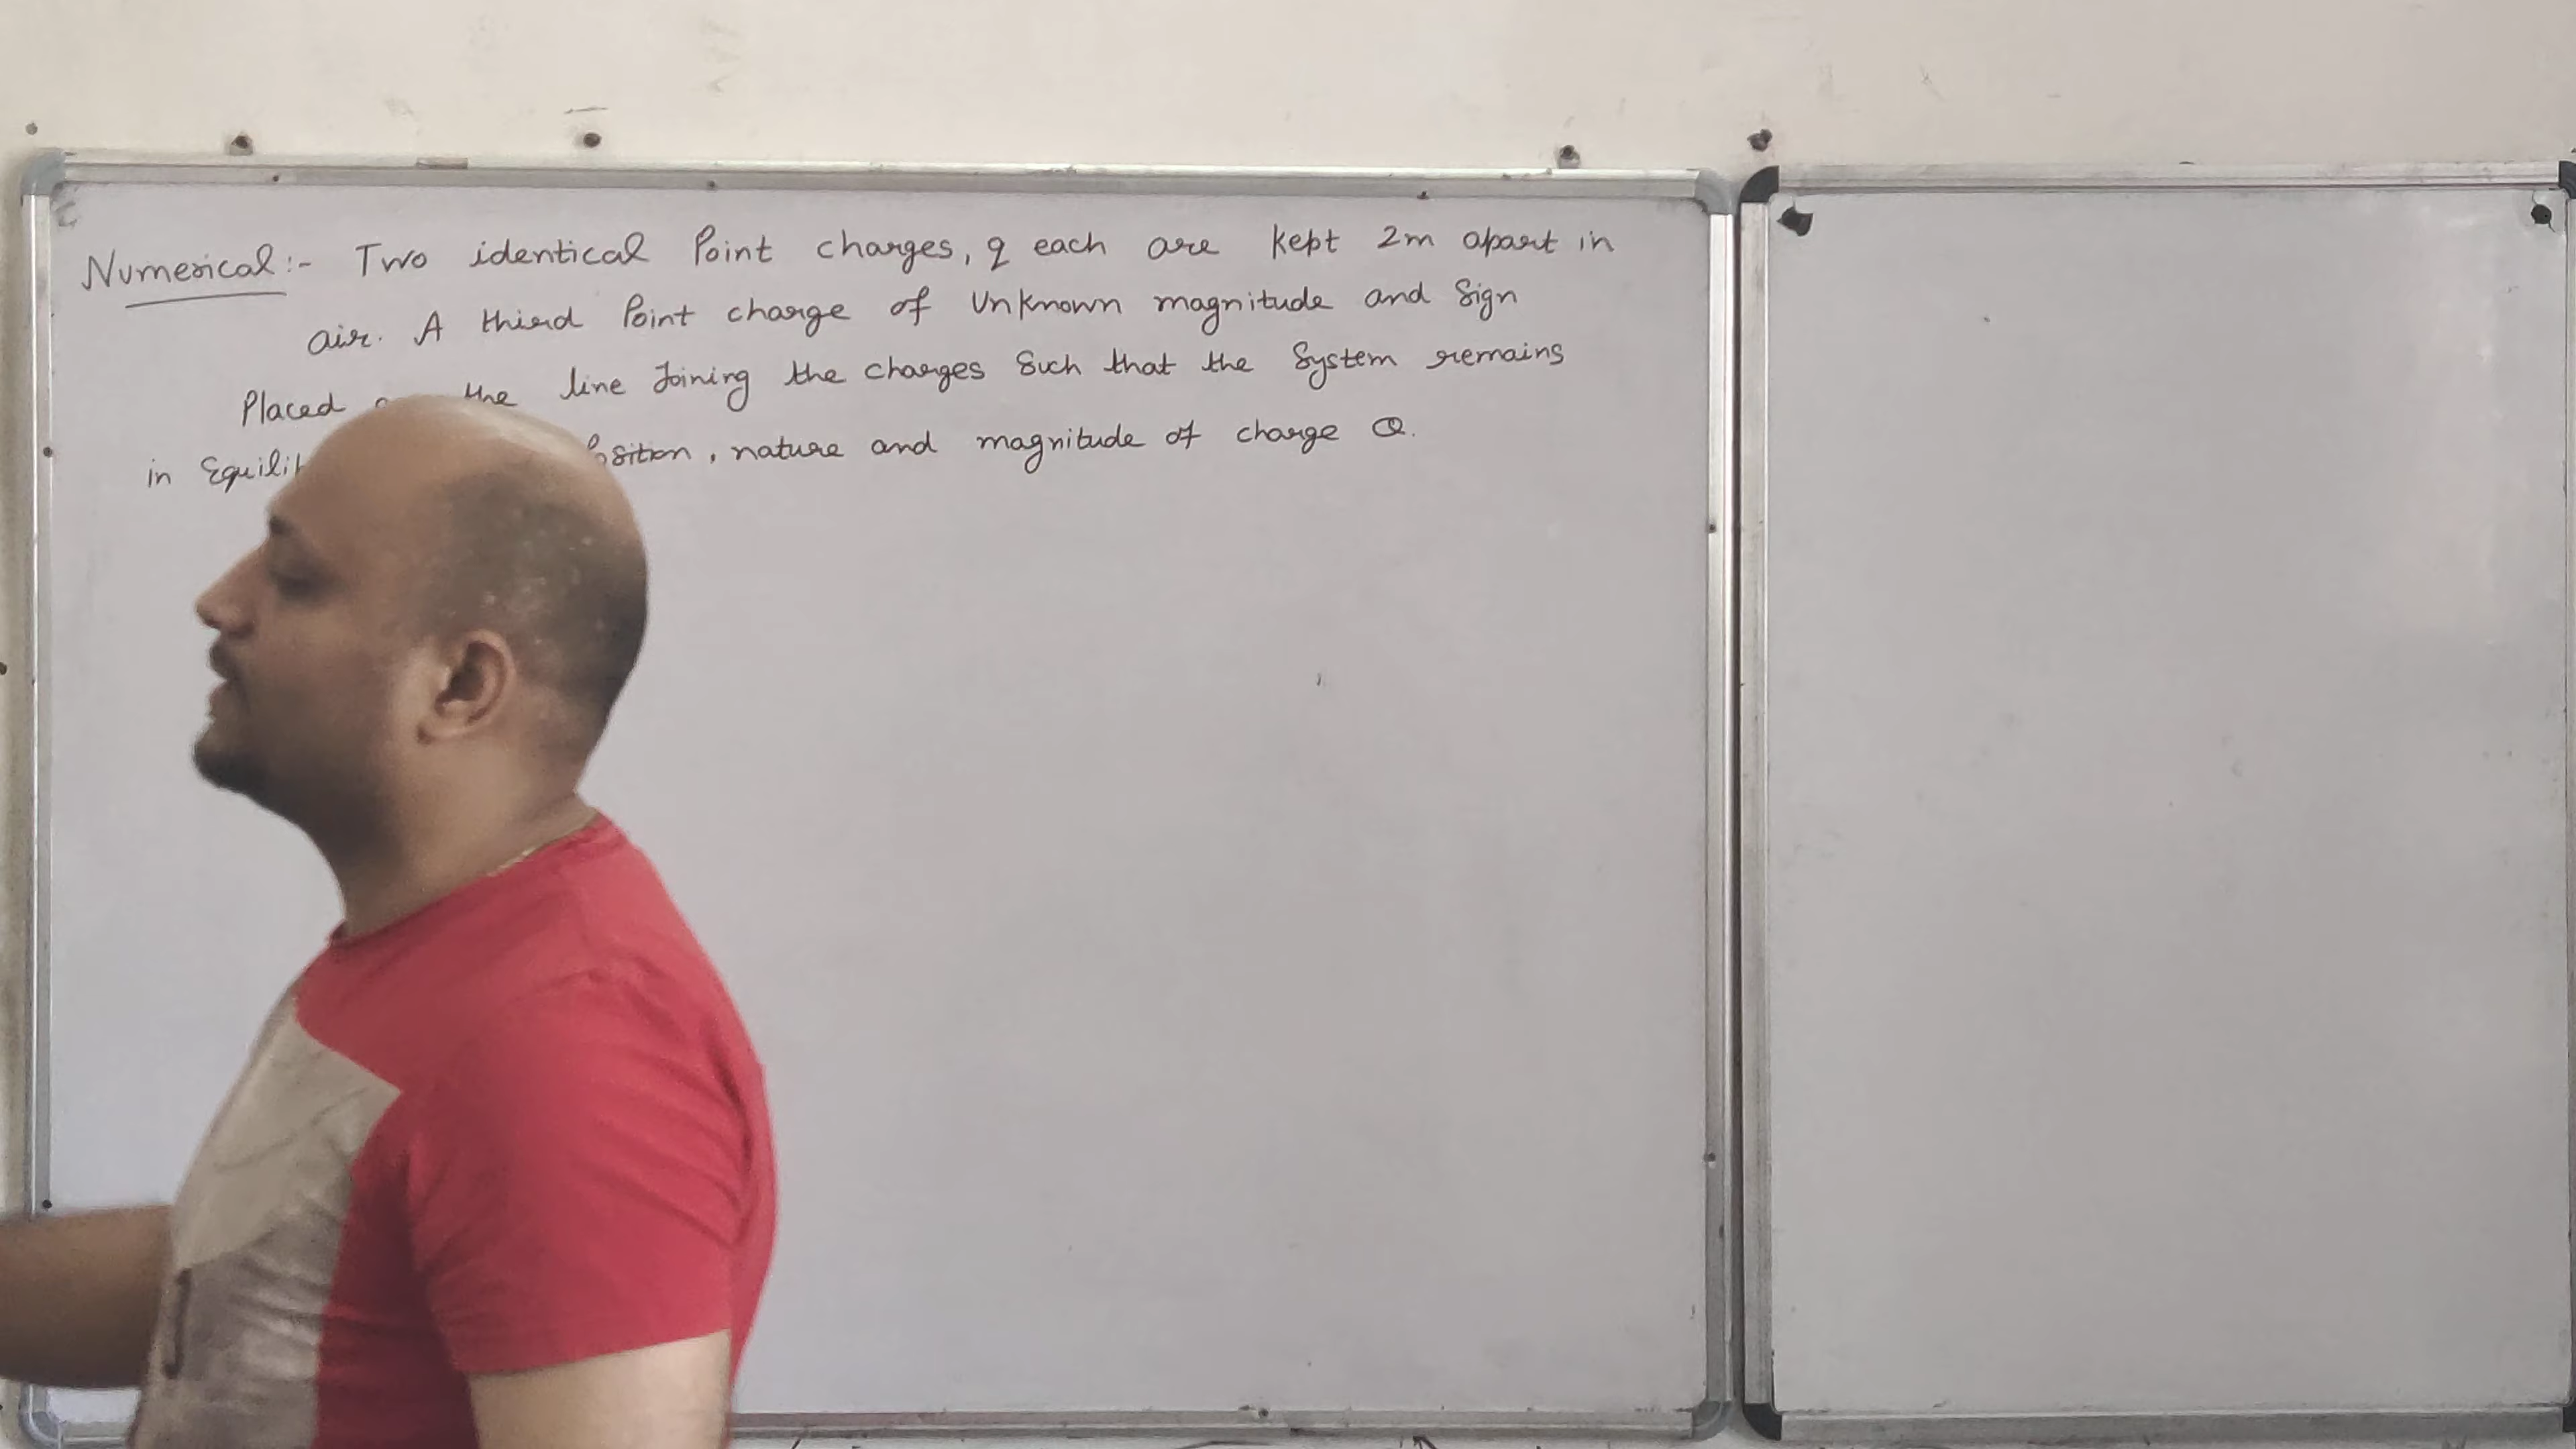 Numerical :- Two identical Point charges, q each are kept 2m apart in
air. A third Point charge of Unknown magnitude and Sign
Placed the line Joining the charges Such that the System remains
in nature and magnitude of charge Q.